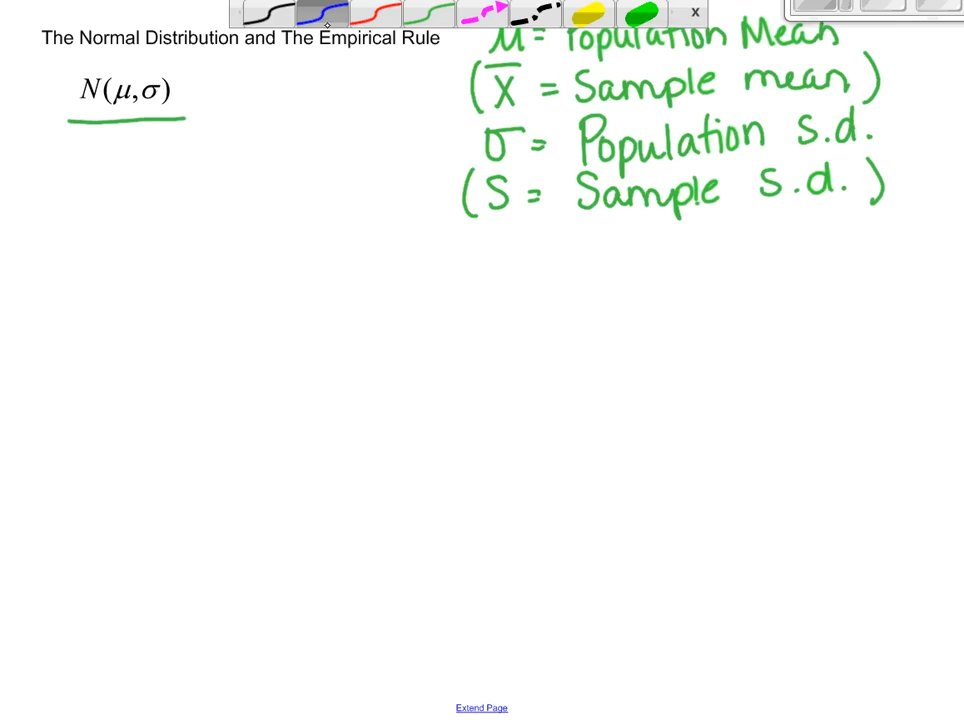 x
The Normal Distribution and The Empirical Rule
μ = Population Mean
N(μ,σ)
(x̄ = Sample mean)
σ = Population s.d.
(S = Sample s.d.)
Extend Page